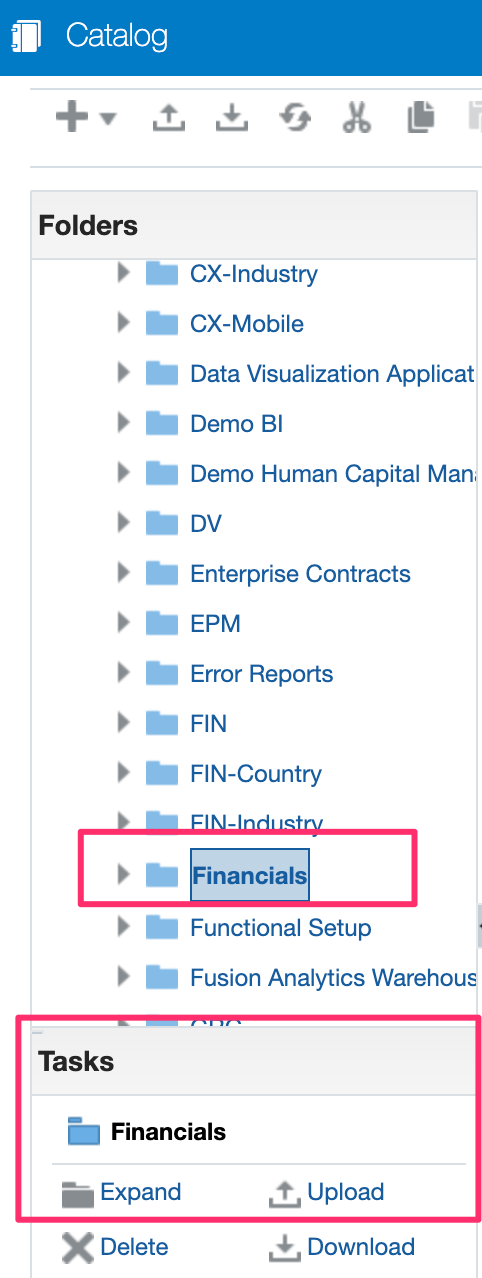 Catalog
Folders
CX-Industry
CX-Mobile
Data Visualization Applicat
Demo BI
Demo Human Capital Mana
DV
Enterprise Contracts
EPM
Error Reports
FIN
FIN-Country
FIN-Industry
Financials
Functional Setup
Fusion Analytics Warehous
Tasks
Financials
Expand
Upload
Delete
Download